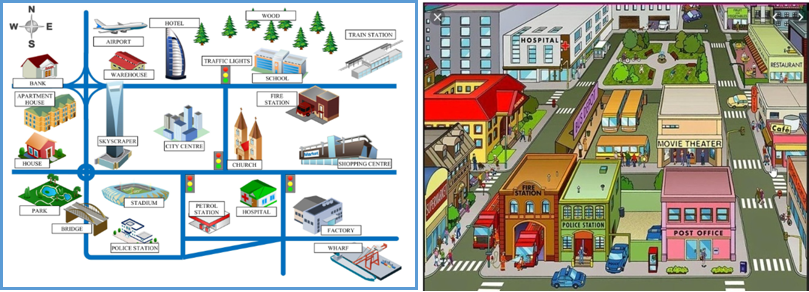 N
W E
S
AIRPORT
HOTEL
WOOD
TRAIN STATION
BANK
WAREHOUSE
TRAFFIC LIGHTS
SCHOOL
APARTMENT
HOUSE
FIRE
STATION
SKYSCRAPER
CITY CENTRE
HOUSE
CHURCH
SHOPPING CENTRE
PARK
STADIUM
PETROL
STATION
HOSPITAL
BRIDGE
POLICE STATION
FACTORY
WHARF
HOSPITAL
RESTAURANT
Café
MOVIE THEATER
FIRE
STATION
POLICE STATION
POST OFFICE